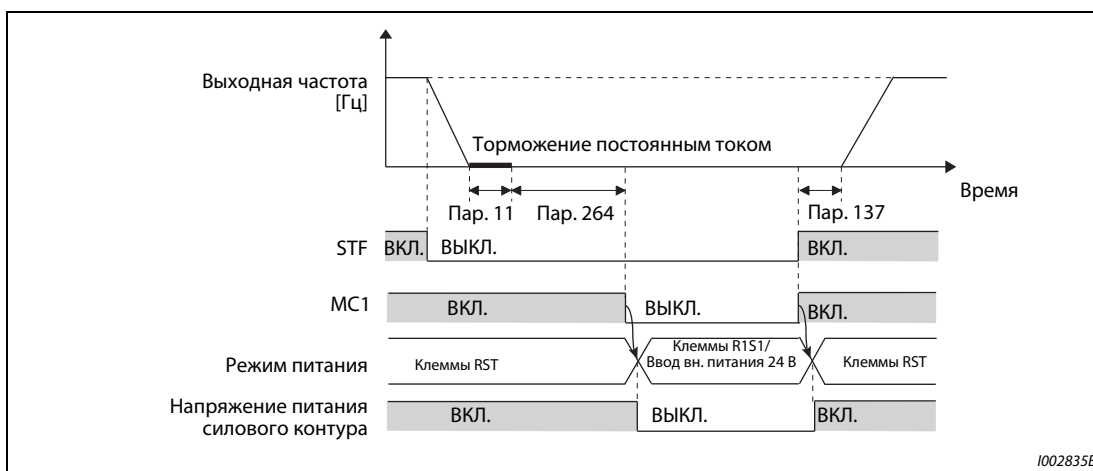 Выходная частота
[Гц]
Торможение постоянным током
Время
Пар. 11
Пар. 264
Пар. 137
STF
ВКЛ.
ВЫКЛ.
ВКЛ.
MC1
ВКЛ.
ВЫКЛ.
ВКЛ.
Режим питания
Клеммы RST
Клеммы R1S1/
Ввод вн. питания 24 В
Клеммы RST
Напряжение питания
силового контура
ВКЛ.
ВЫКЛ.
ВКЛ.
I002835E